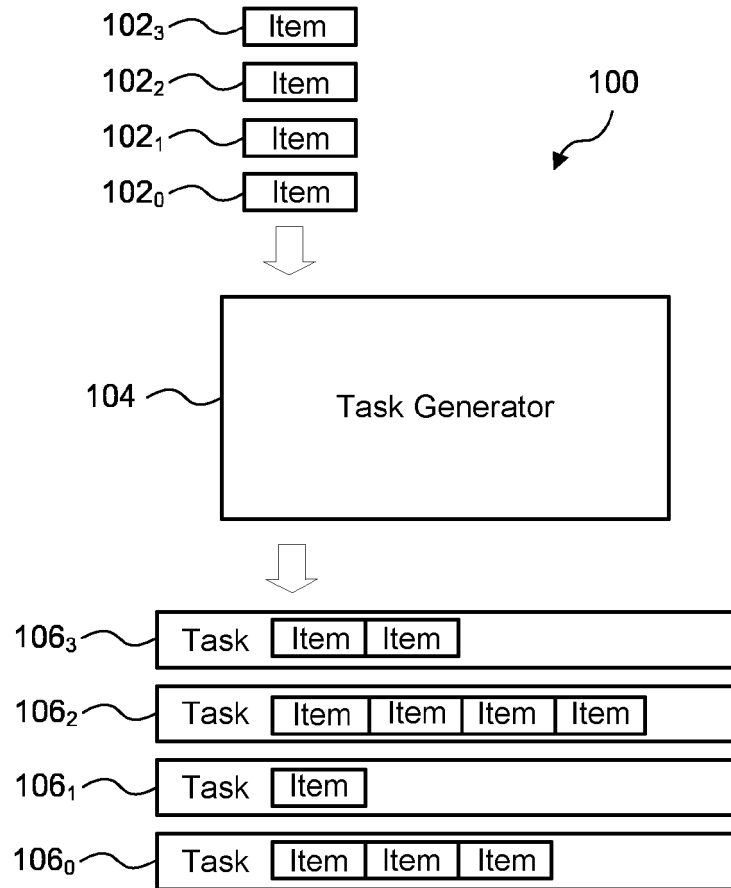 102₃ Item
102₂ Item
100
102₁ Item
102₀ Item
104 Task Generator
106₃ Task Item Item
106₂ Task Item Item Item Item
106₁ Task Item
106₀ Task Item Item Item